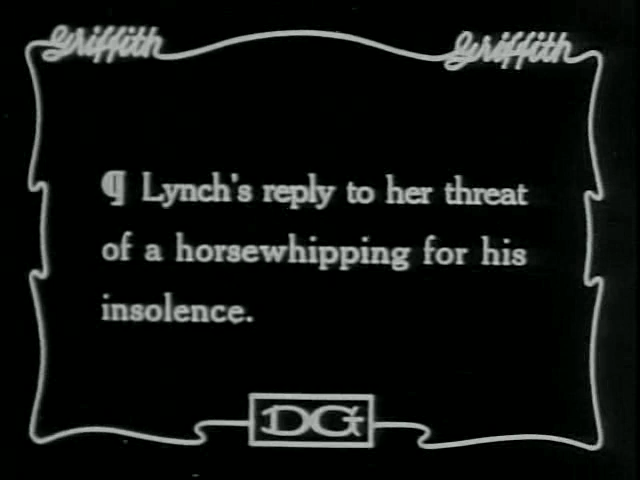 Griffith Griffith
¶ Lynch's reply to her threat
of a horsewhipping for his
insolence.
DG